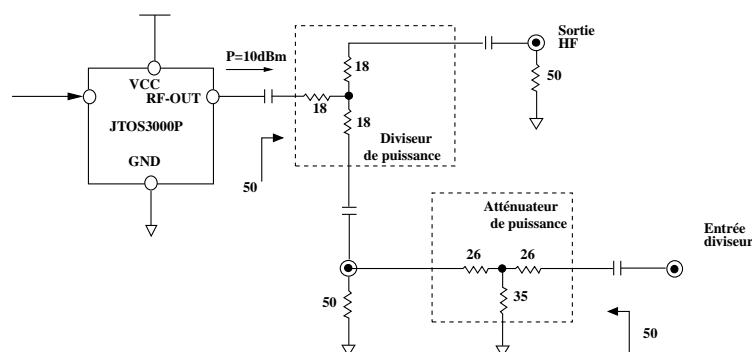 Sortie
HF
P=10dBm
50
18
VCC
RF-OUT
18
JTOS3000P
18
Diviseur
de puissance
GND
50
Atténuateur
de puissance
Entrée
diviseur
26
26
50
35
50